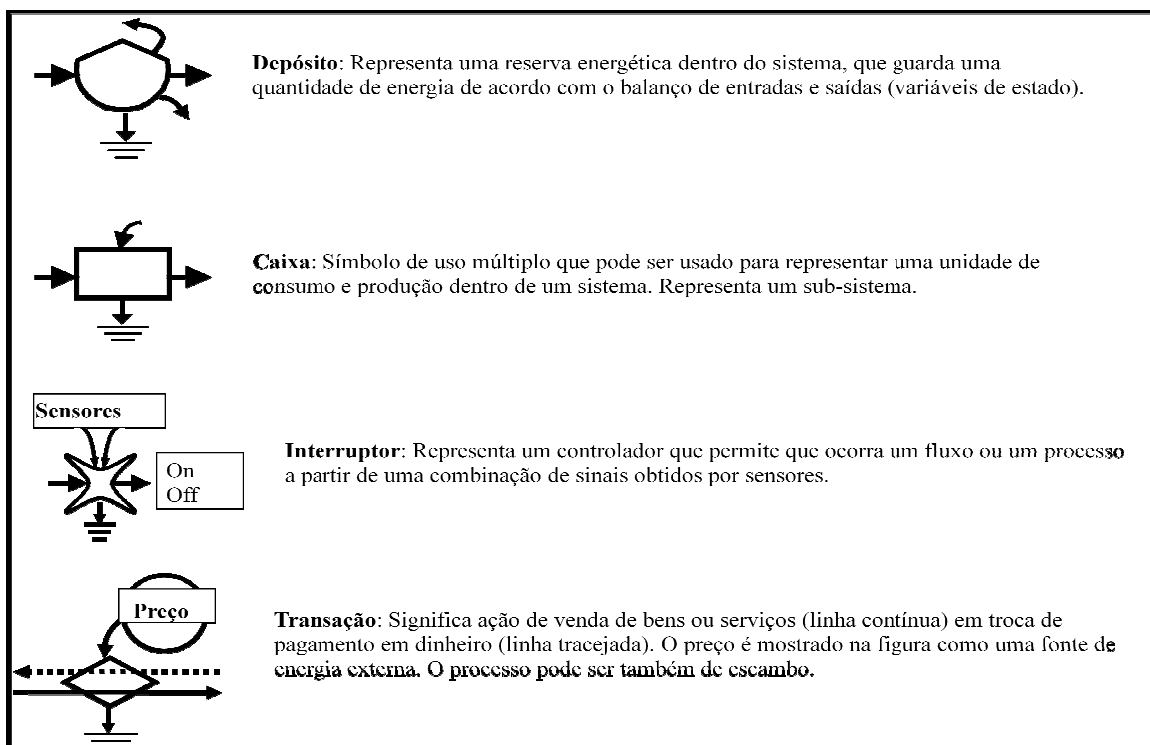 Depósito: Representa uma reserva energética dentro do sistema, que guarda uma
quantidade de energia de acordo com o balanço de entradas e saídas (variáveis de estado).
Caixa: Símbolo de uso múltiplo que pode ser usado para representar uma unidade de
consumo e produção dentro de um sistema. Representa um sub-sistema.
Sensores
On
Off
Interruptor: Representa um controlador que permite que ocorra um fluxo ou um processo
a partir de uma combinação de sinais obtidos por sensores.
Preço
Transação: Significa ação de venda de bens ou serviços (linha contínua) em troca de
pagamento em dinheiro (linha tracejada). O preço é mostrado na figura como uma fonte de
energia externa. O processo pode ser também de escambo.